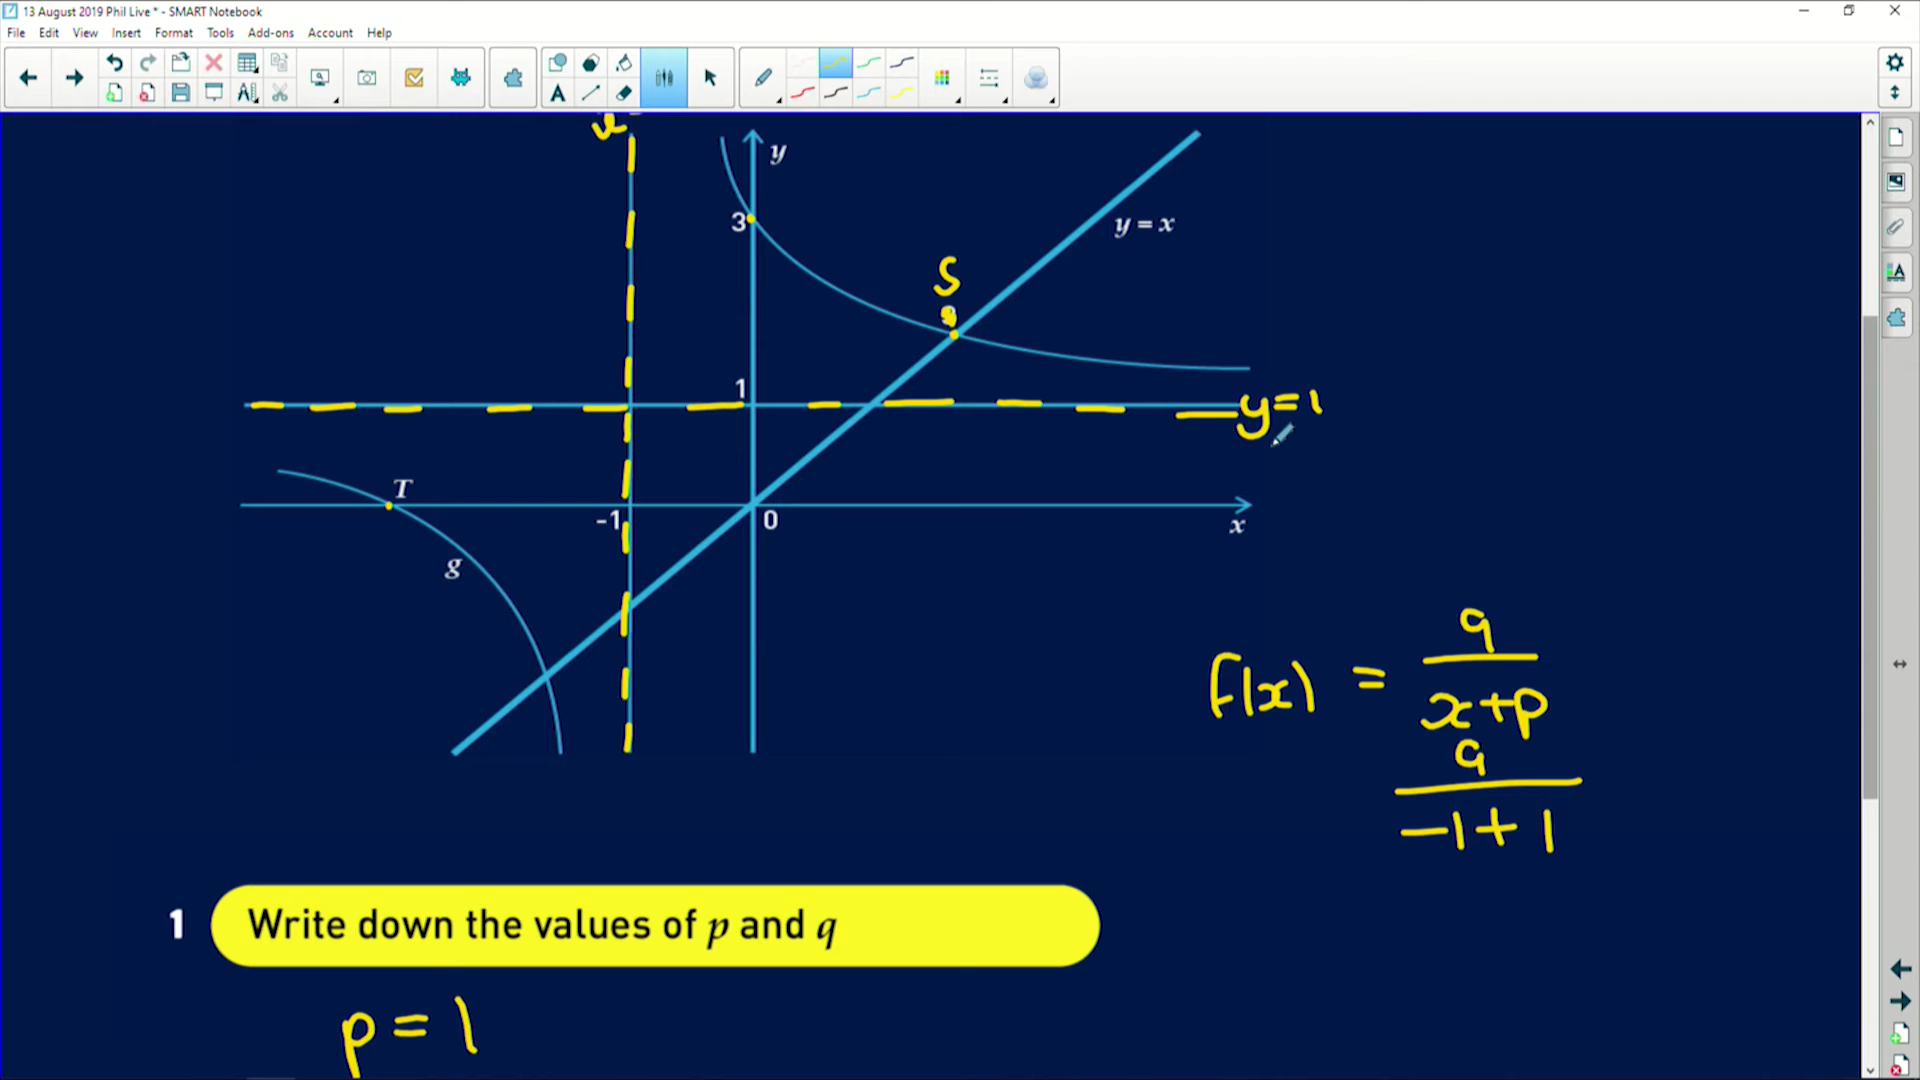 13 August 2019 Phil Live * - SMART Notebook
File Edit View Insert Format Tools Add-ons Account Help
y
3
y = x
S
1
y=1
T
-1
0
x
g
f(x) = a
x+p
a
-1+1
1 Write down the values of p and q
p = 1